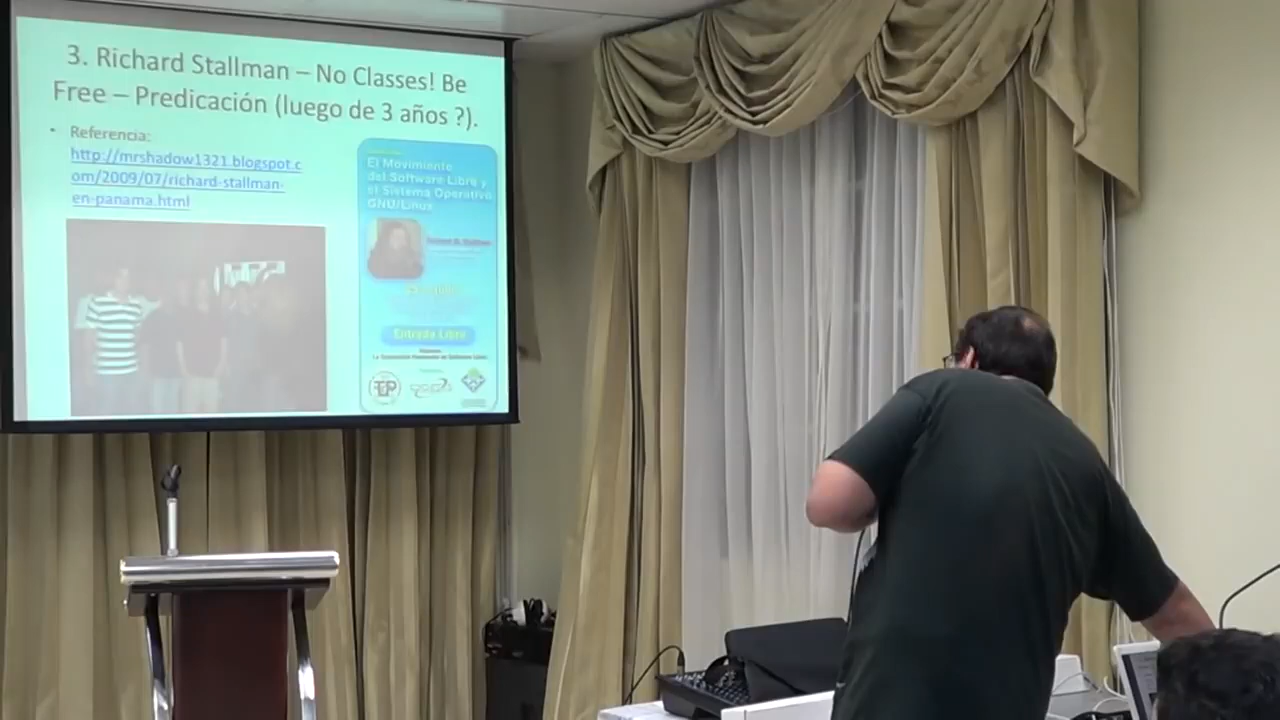 3. Richard Stallman – No Classes! Be
Free – Predicación (luego de 3 años ?).
• Referencia:
http://mrshadow1321.blogspot.c
om/2009/07/richard-stallman-
en-panama.html
El Movimiento
del Software Libre y
el Sistema Operativo
GNU/Linux
Entrada Libre